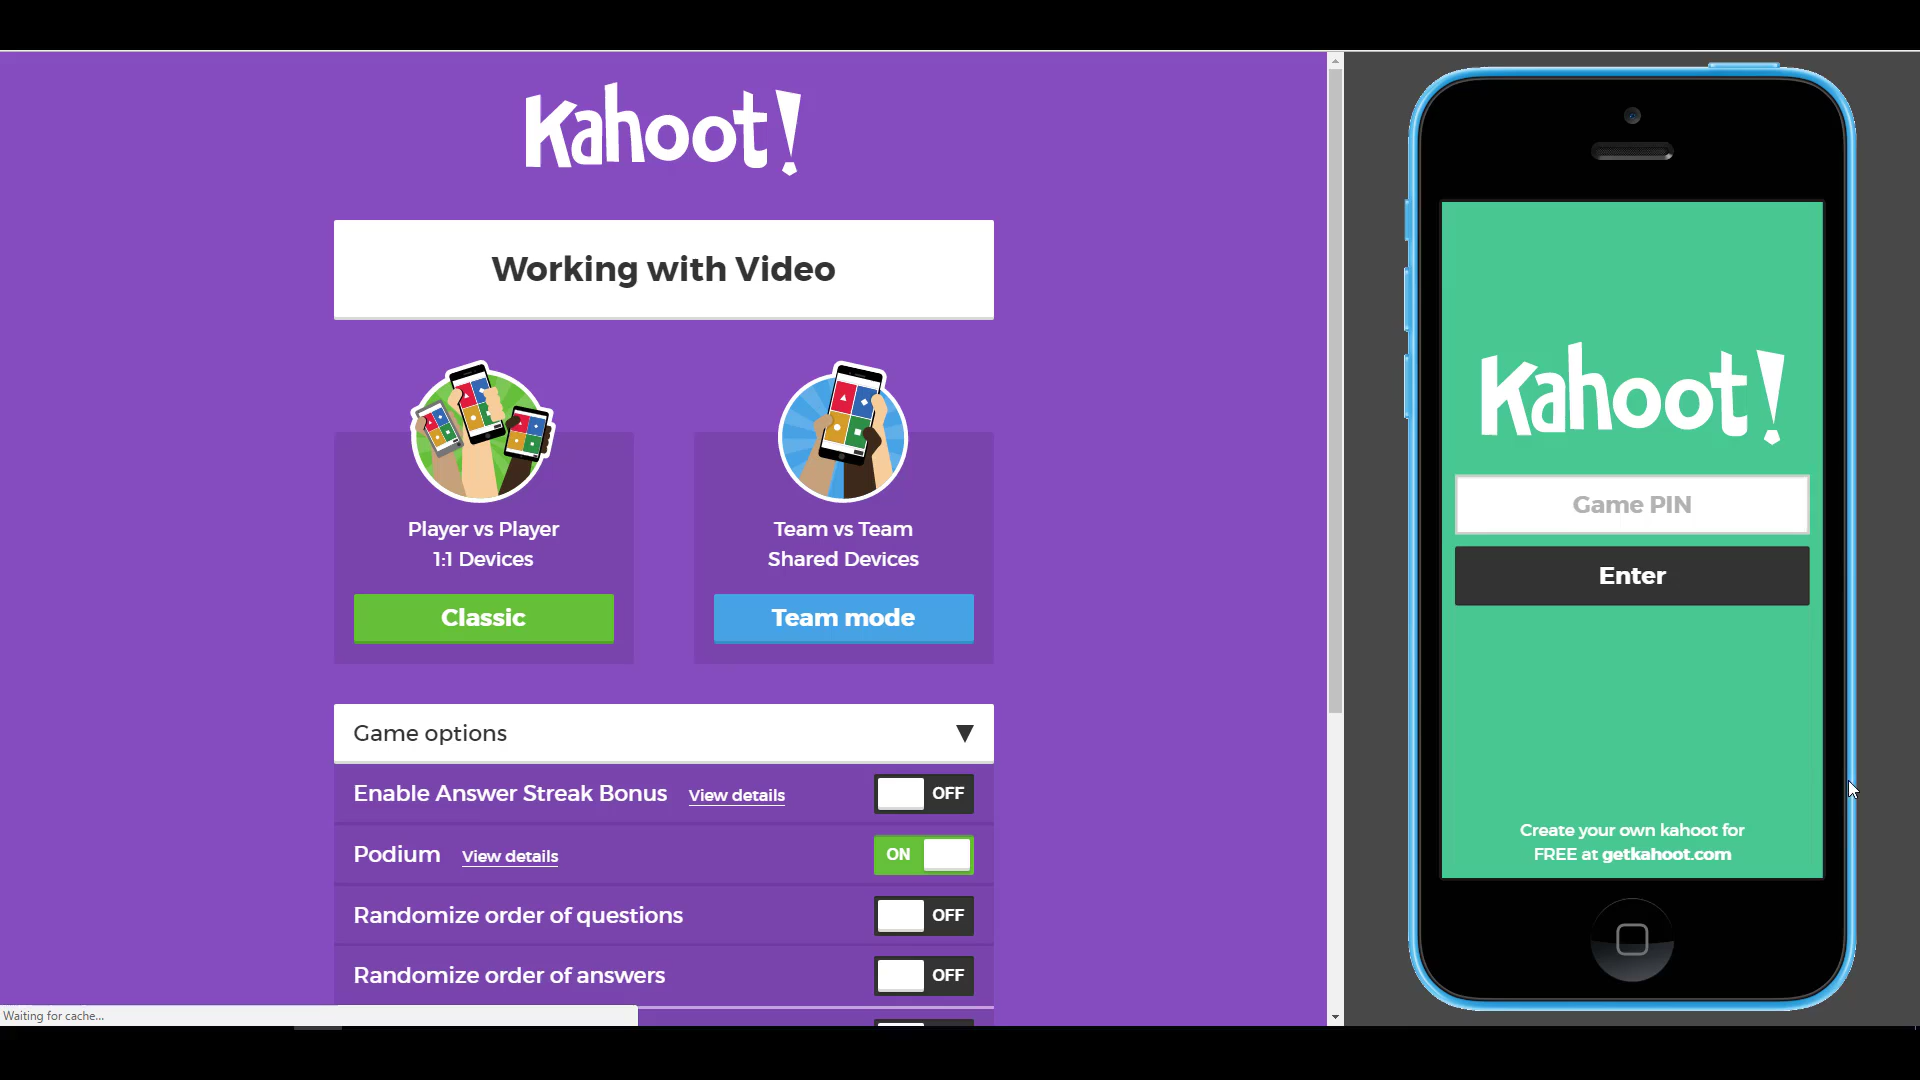 Kahoot!
Working with Video
Player vs Player
1:1 Devices
Classic
Team vs Team
Shared Devices
Team mode
Game options ▼
Enable Answer Streak Bonus View details OFF
Podium View details ON
Randomize order of questions OFF
Randomize order of answers OFF
Waiting for cache...
Kahoot!
Game PIN
Enter
Create your own kahoot for
FREE at getkahoot.com